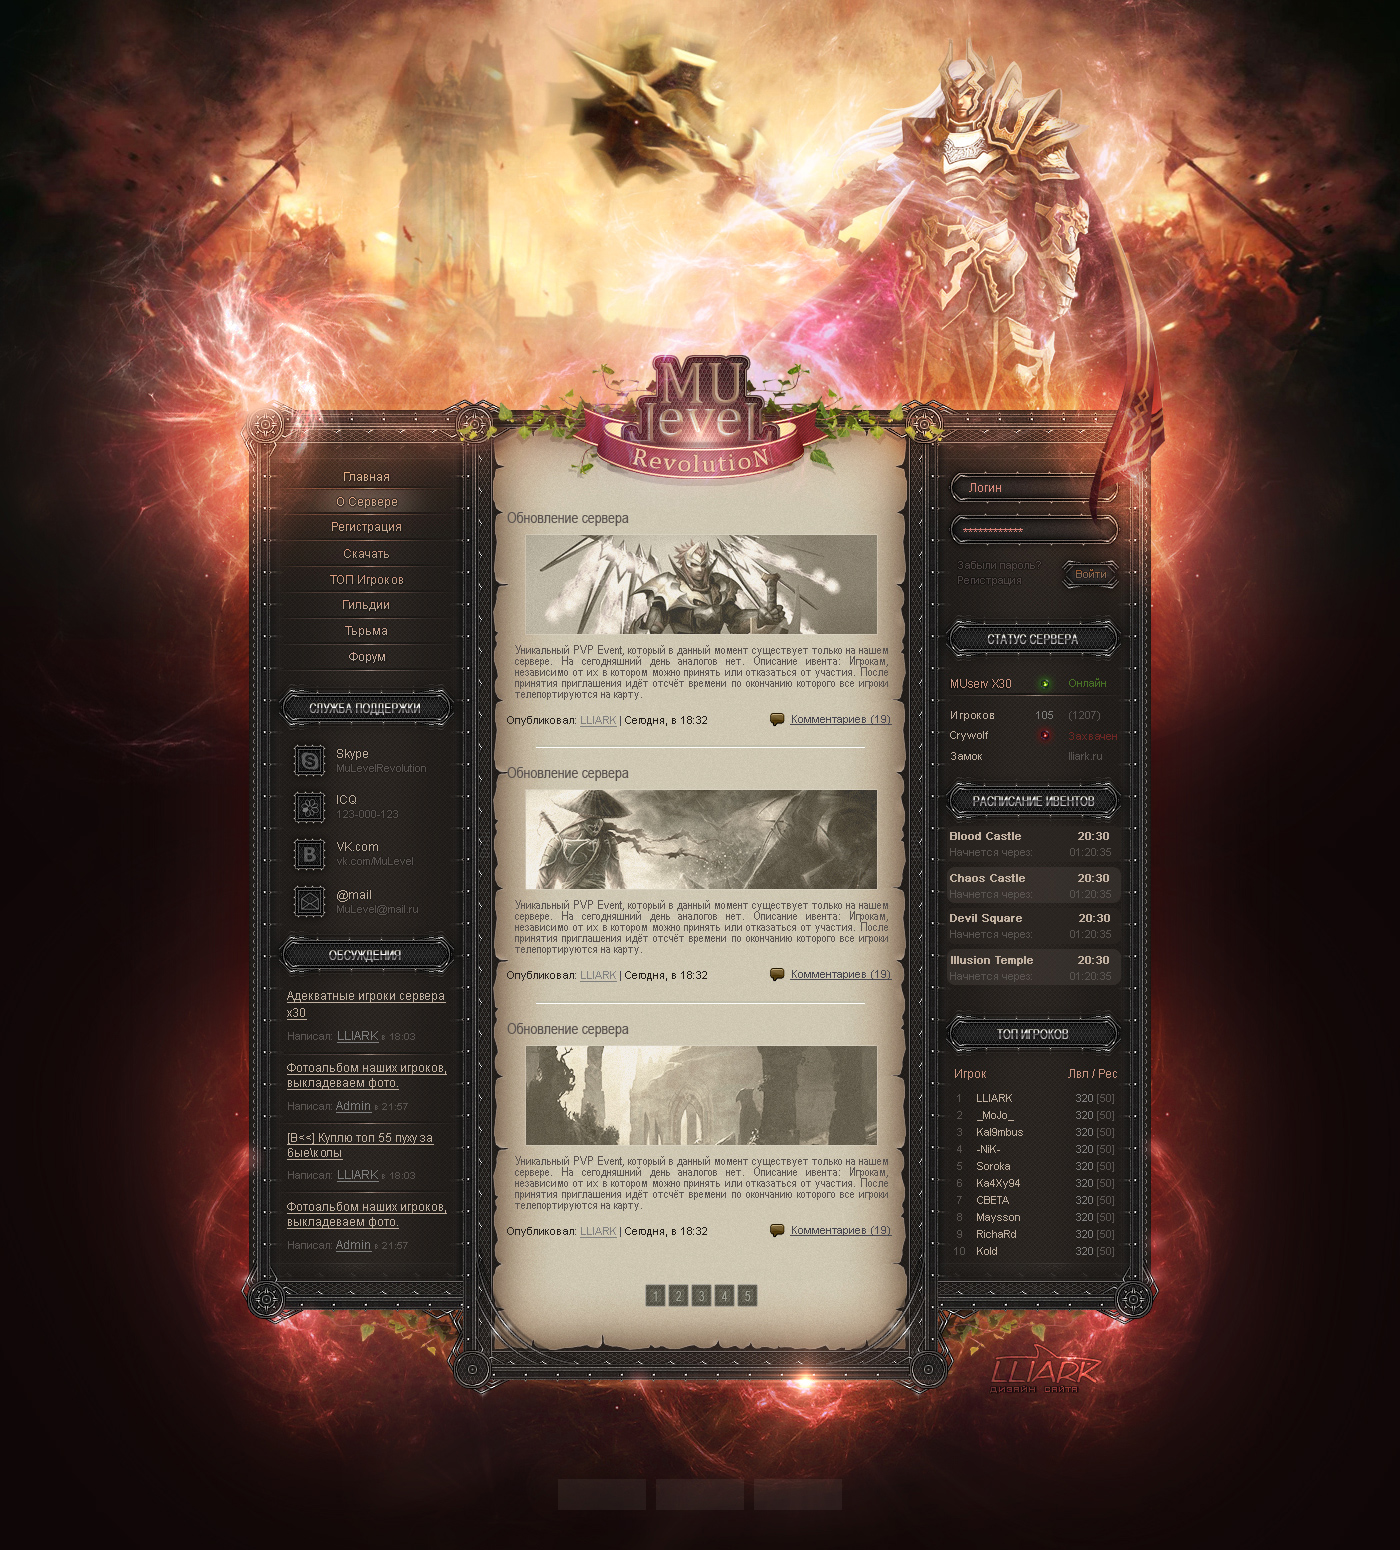 MU
level
RevolutioN
Главная
О Сервере
Регистрация
Скачать
ТОП Игроков
Гильдии
Тьрьма
Форум
СЛУЖБА ПОДДЕРЖКИ
Skype
MuLevelRevolution
ICQ
123-000-123
VK.com
vk.com/MuLevel
@mail
MuLevel@mail.ru
ОБСУЖДЕНИЯ
Адекватные игроки сервера
x30
Написал: LLIARK в 18:03
Фотоальбом наших игроков,
выкладеваем фото.
Написал: Admin в 21:57
[B<<] Куплю топ 55 пуху за
6ые\колы
Написал: LLIARK в 18:03
Фотоальбом наших игроков,
выкладеваем фото.
Написал: Admin в 21:57
Обновление сервера
Уникальный PVP Event, который в данный момент существует только на нашем
сервере. На сегодняшний день аналогов нет. Описание ивента: Игрокам,
независимо от их в котором можно принять или отказаться от участия. После
принятия приглашения идёт отсчёт времени по окончанию которого все игроки
телепортируются на карту.
Опубликовал: LLIARK | Сегодня, в 18:32
Комментариев (19)
Обновление сервера
Уникальный PVP Event, который в данный момент существует только на нашем
сервере. На сегодняшний день аналогов нет. Описание ивента: Игрокам,
независимо от их в котором можно принять или отказаться от участия. После
принятия приглашения идёт отсчёт времени по окончанию которого все игроки
телепортируются на карту.
Опубликовал: LLIARK | Сегодня, в 18:32
Комментариев (19)
Обновление сервера
Уникальный PVP Event, который в данный момент существует только на нашем
сервере. На сегодняшний день аналогов нет. Описание ивента: Игрокам,
независимо от их в котором можно принять или отказаться от участия. После
принятия приглашения идёт отсчёт времени по окончанию которого все игроки
телепортируются на карту.
Опубликовал: LLIARK | Сегодня, в 18:32
Комментариев (19)
1 2 3 4 5
Логин
************
Забыли пароль?
Регистрация
Войти
СТАТУС СЕРВЕРА
MUserv X30 Онлайн
Игроков 105 (1207)
Crywolf Захвачен
Замок lliark.ru
РАСПИСАНИЕ ИВЕНТОВ
Blood Castle 20:30
Начнется через: 01:20:35
Chaos Castle 20:30
Начнется через: 01:20:35
Devil Square 20:30
Начнется через: 01:20:35
Illusion Temple 20:30
Начнется через: 01:20:35
ТОП ИГРОКОВ
Игрок Лвл / Рес
1 LLIARK 320 [50]
2 _MoJo_ 320 [50]
3 Kal9mbus 320 [50]
4 -NiK- 320 [50]
5 Soroka 320 [50]
6 Ka4Xy94 320 [50]
7 CBETA 320 [50]
8 Maysson 320 [50]
9 RichaRd 320 [50]
10 Kold 320 [50]
LLIARK
ДИЗАЙН САЙТА